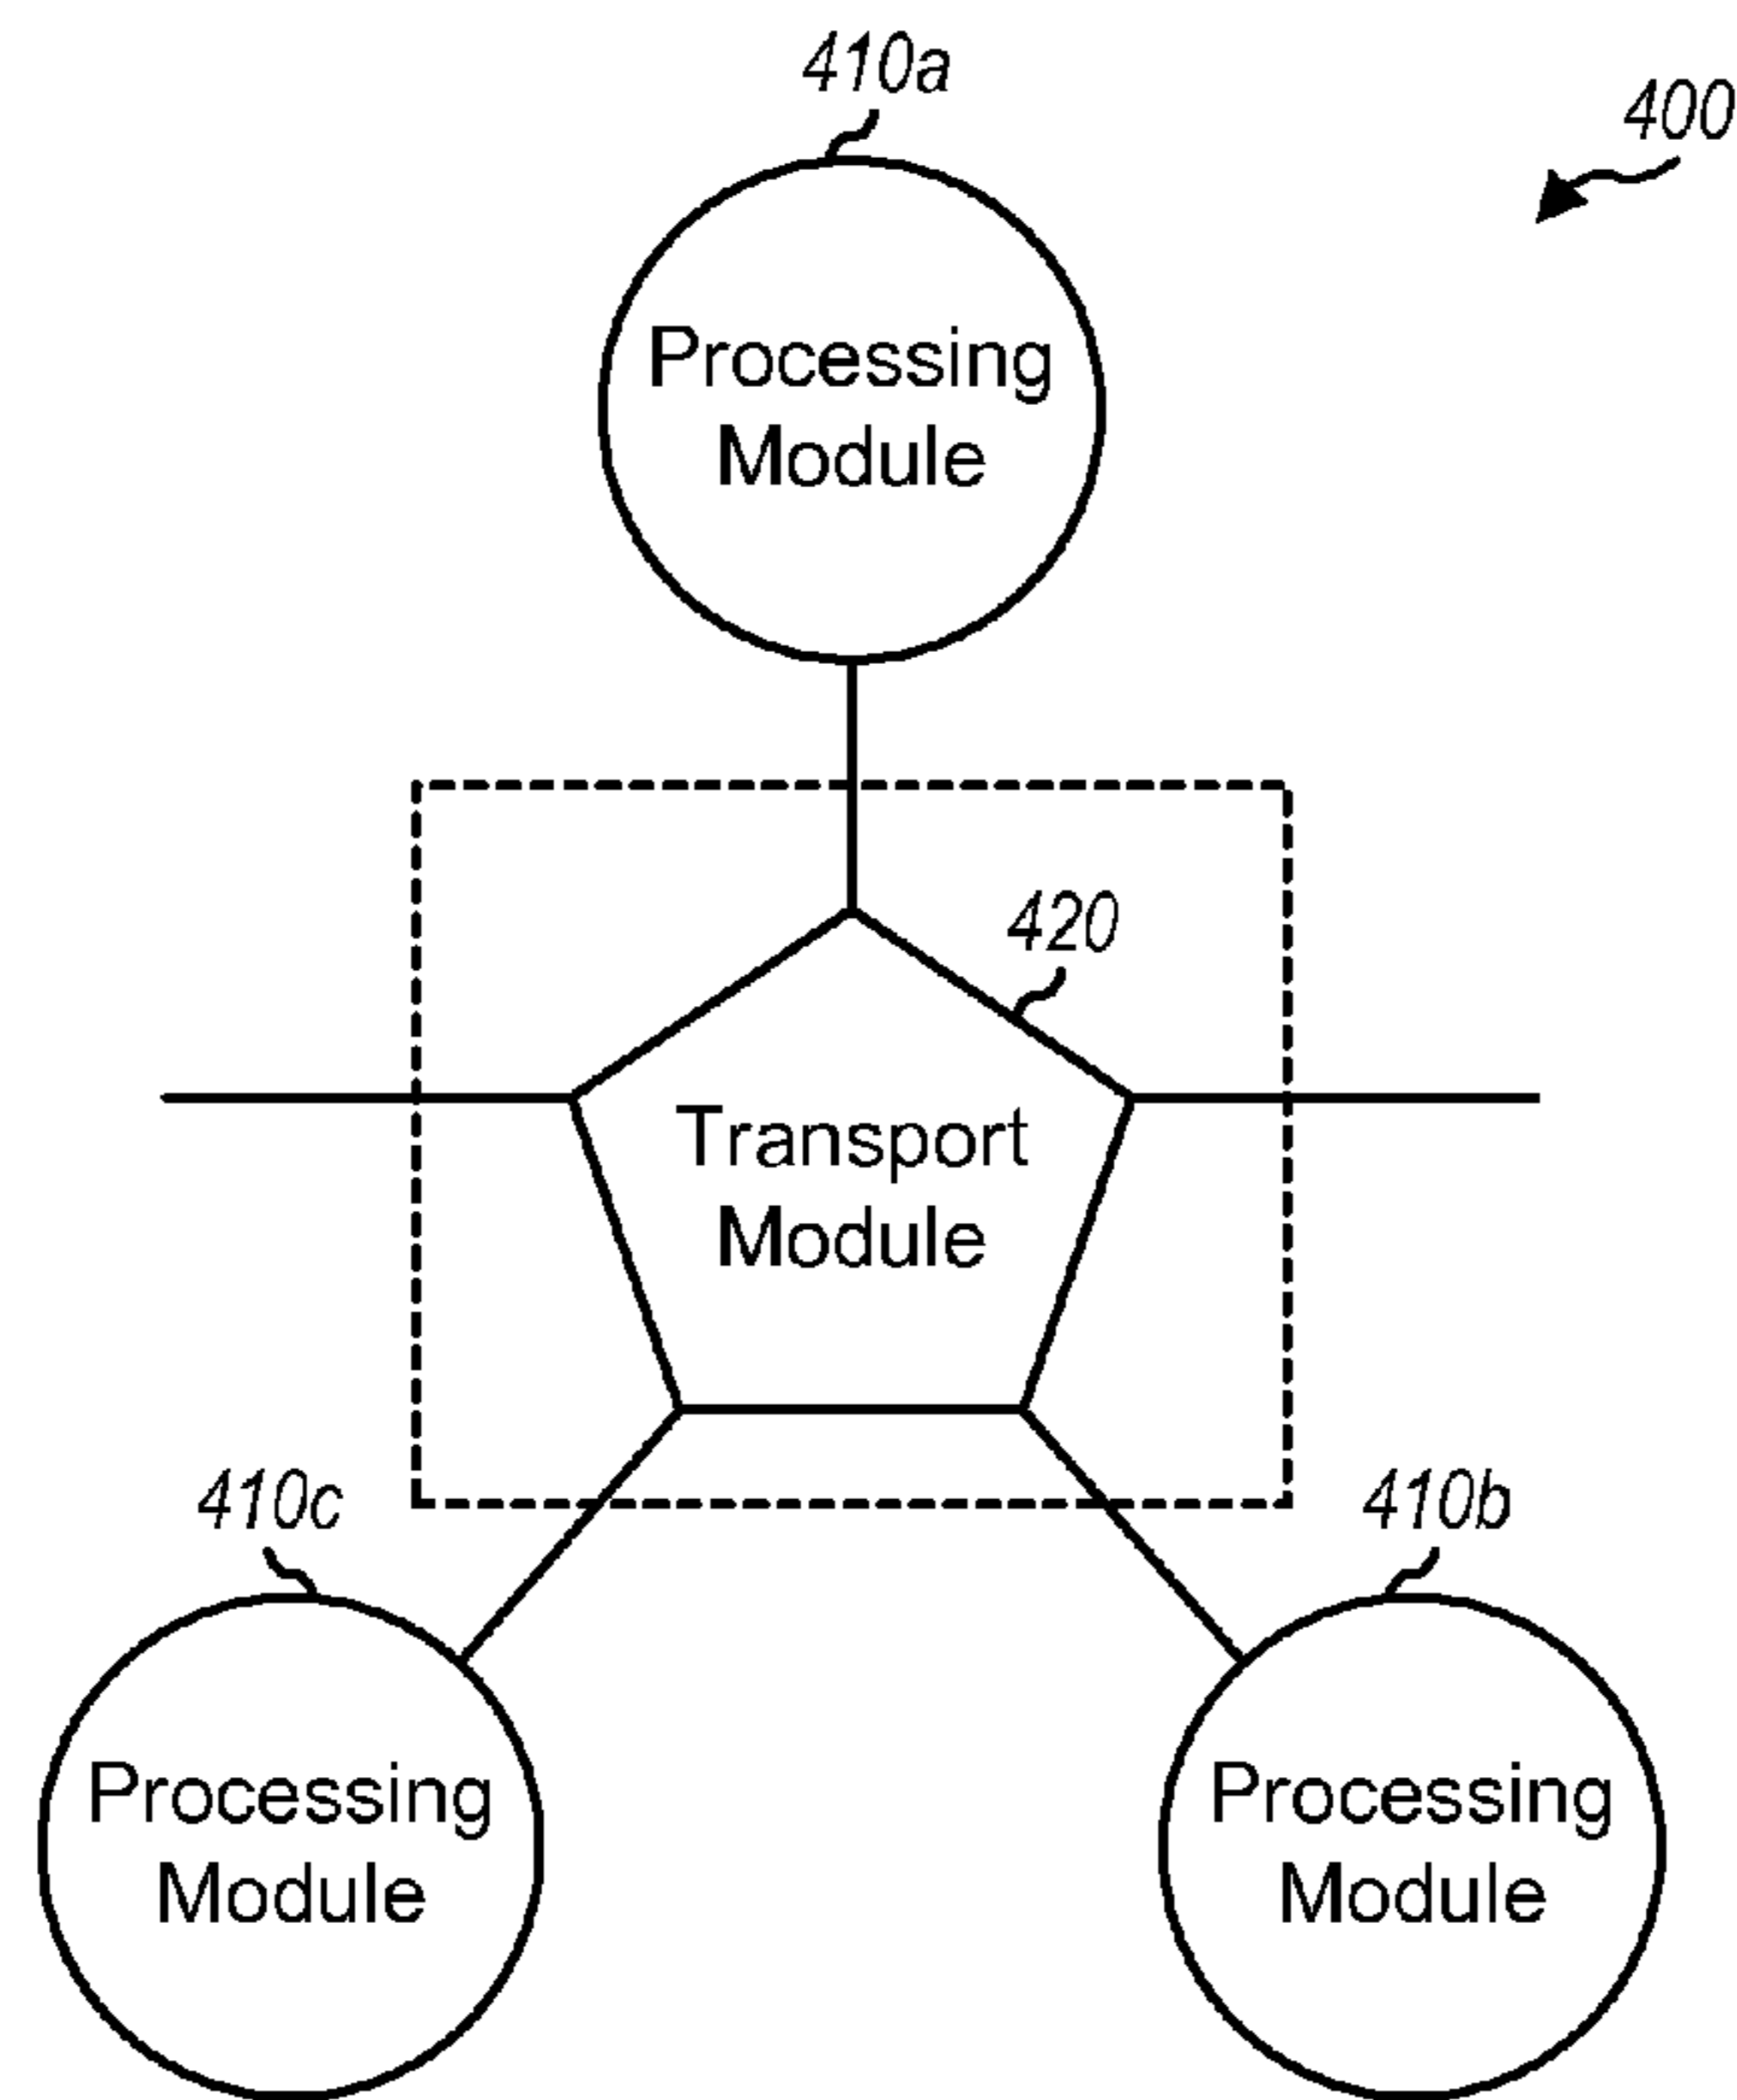 410a
400
Processing
Module
420
Transport
Module
410c
410b
Processing
Module
Processing
Module